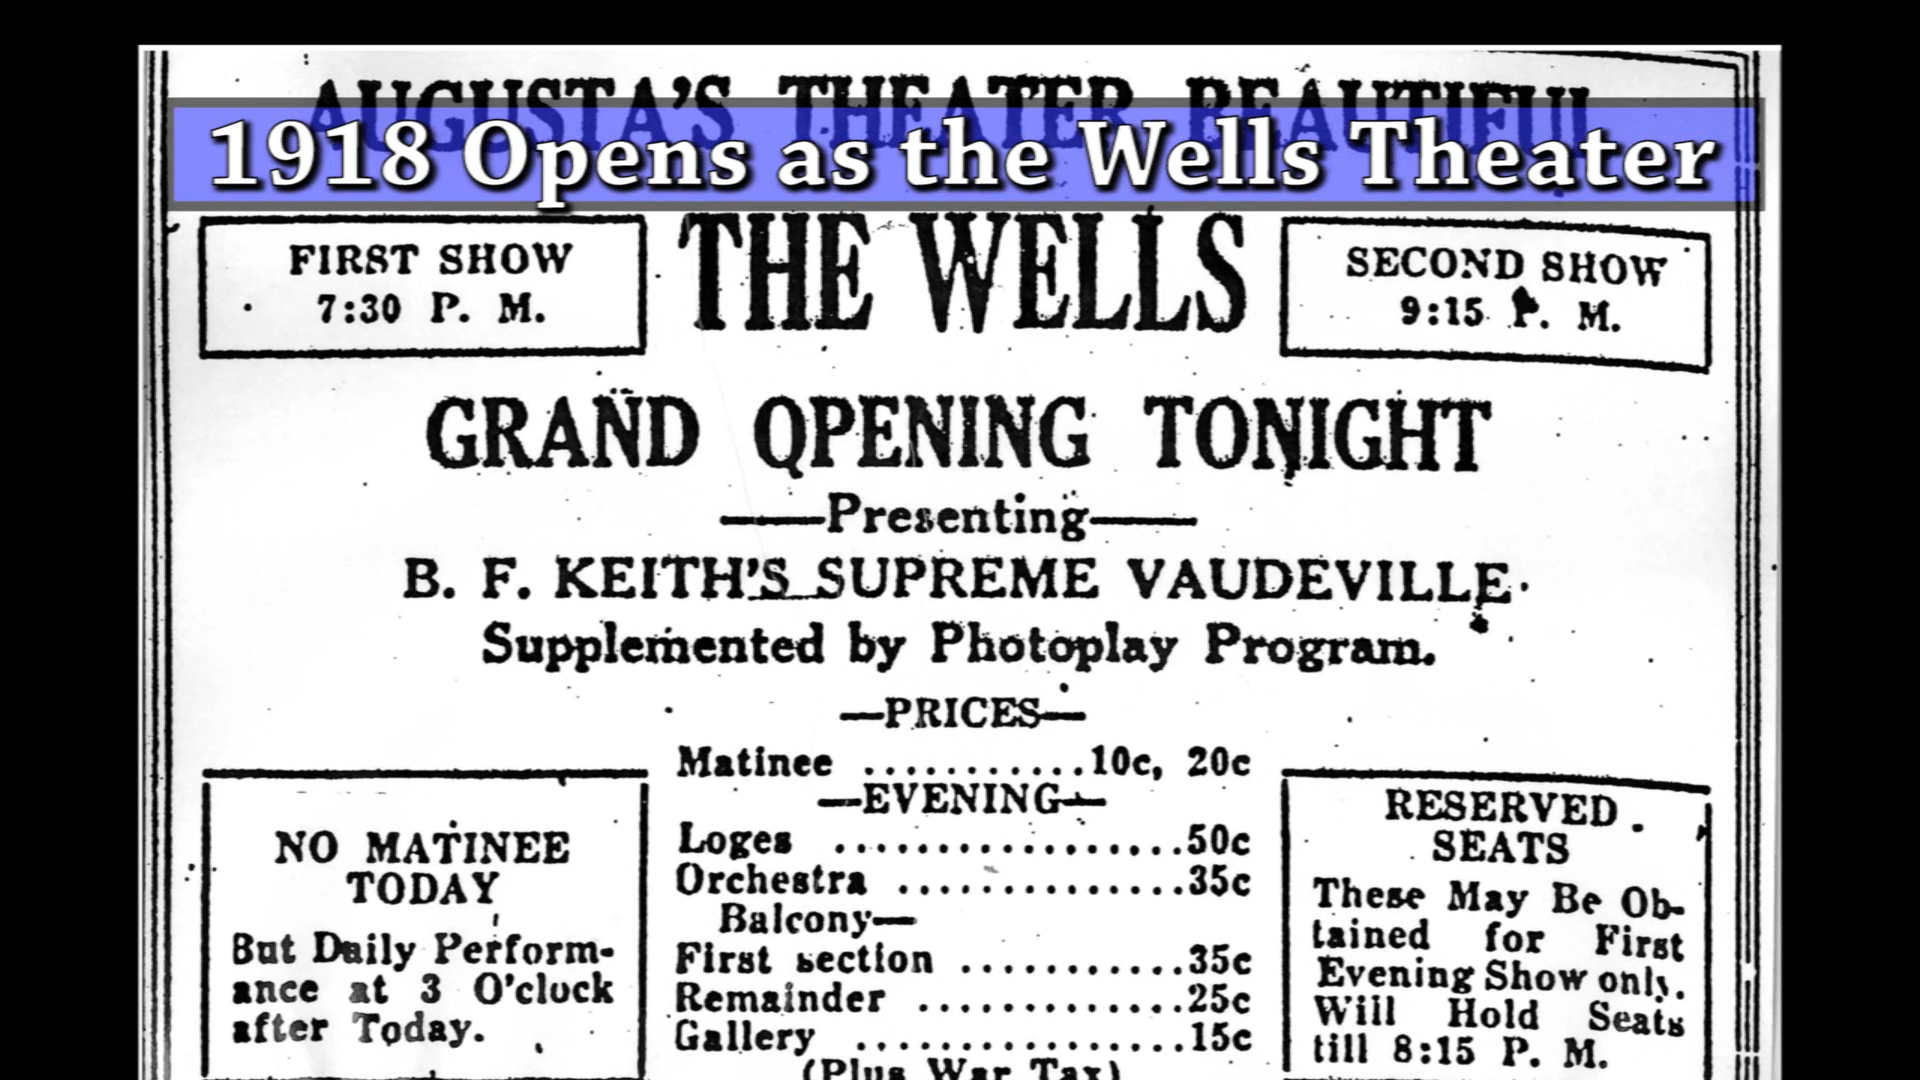 AUGUSTA'S THEATER BEAUTIFUL
1918 Opens as the Wells Theater
FIRST SHOW
7:30 P. M.
THE WELLS
SECOND SHOW
9:15 P. M.
GRAND OPENING TONIGHT
—Presenting—
B. F. KEITH'S SUPREME VAUDEVILLE
Supplemented by Photoplay Program.
—PRICES—
Matinee ...........10c, 20c
—EVENING—
Loges ..................50c
Orchestra ...............35c
Balcony—
First section ............35c
Remainder ..............25c
Gallery .................15c
(Plus War Tax)
NO MATINEE
TODAY
But Daily Perform-
ance at 3 O'clock
after Today.
RESERVED
SEATS
These May Be Ob-
tained for First
Evening Show only.
Will Hold Seats
till 8:15 P. M.